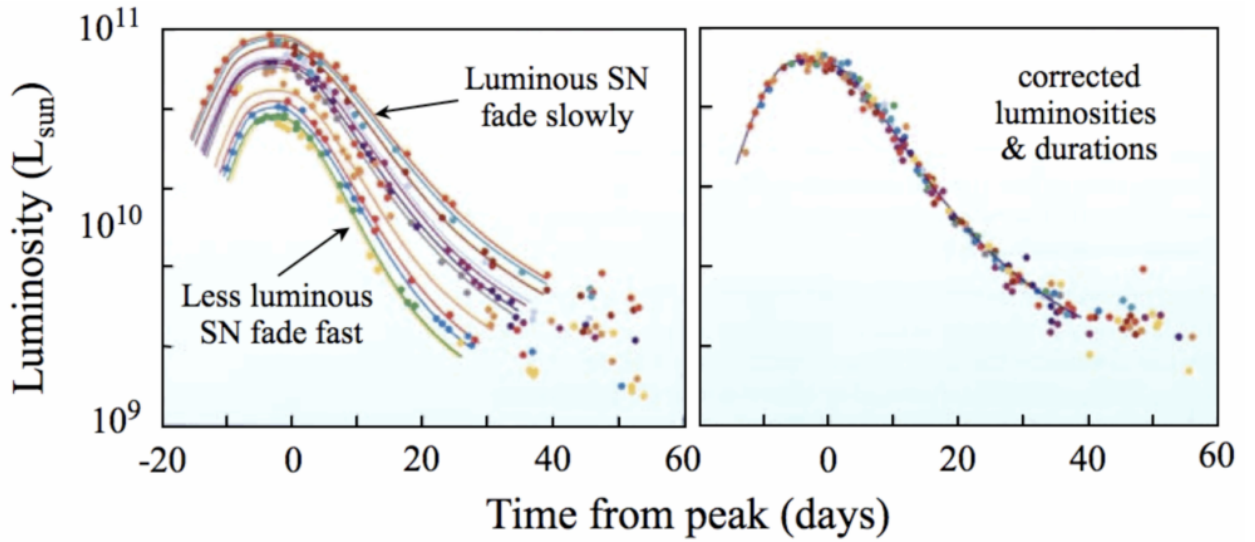 10^11
10^10
10^9
Luminosity (L_sun)
Luminous SN
fade slowly
Less luminous
SN fade fast
corrected
luminosities
& durations
-20 0 20 40 60
0 20 40 60
Time from peak (days)